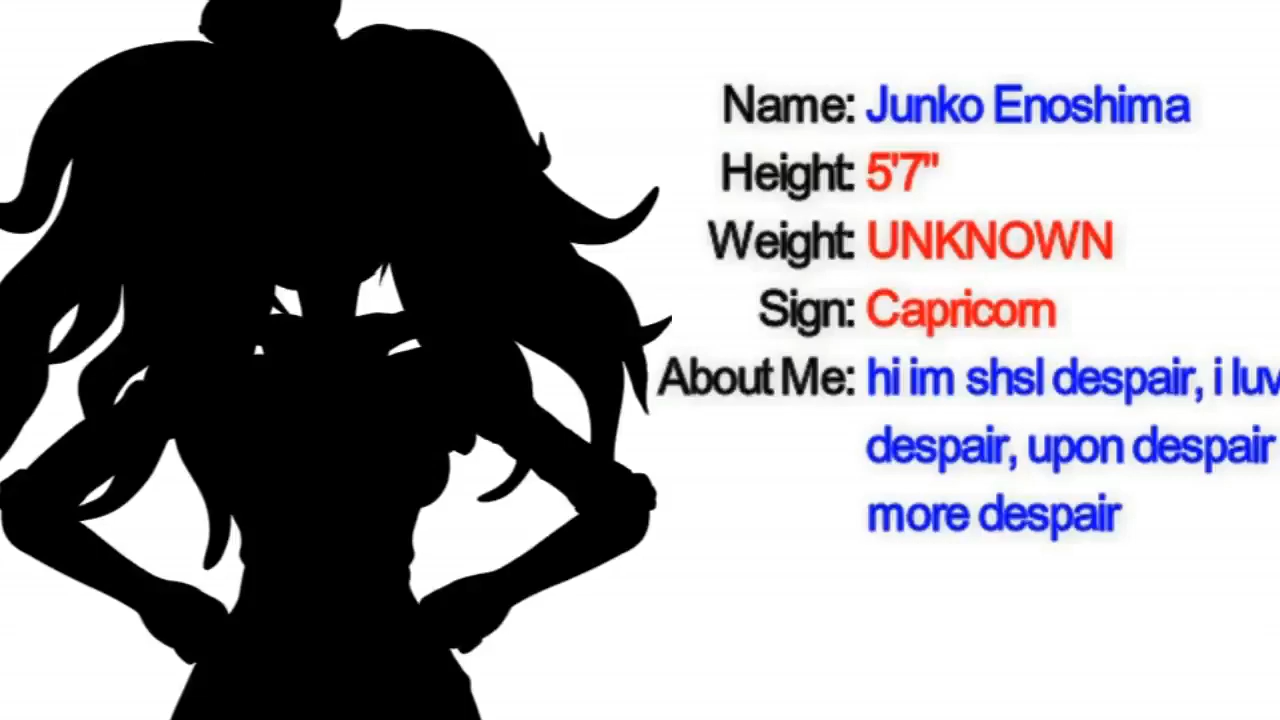 Name: Junko Enoshima
Height: 5'7"
Weight: UNKNOWN
Sign: Capricorn
About Me: hi im shsl despair, i luv
despair, upon despair
more despair